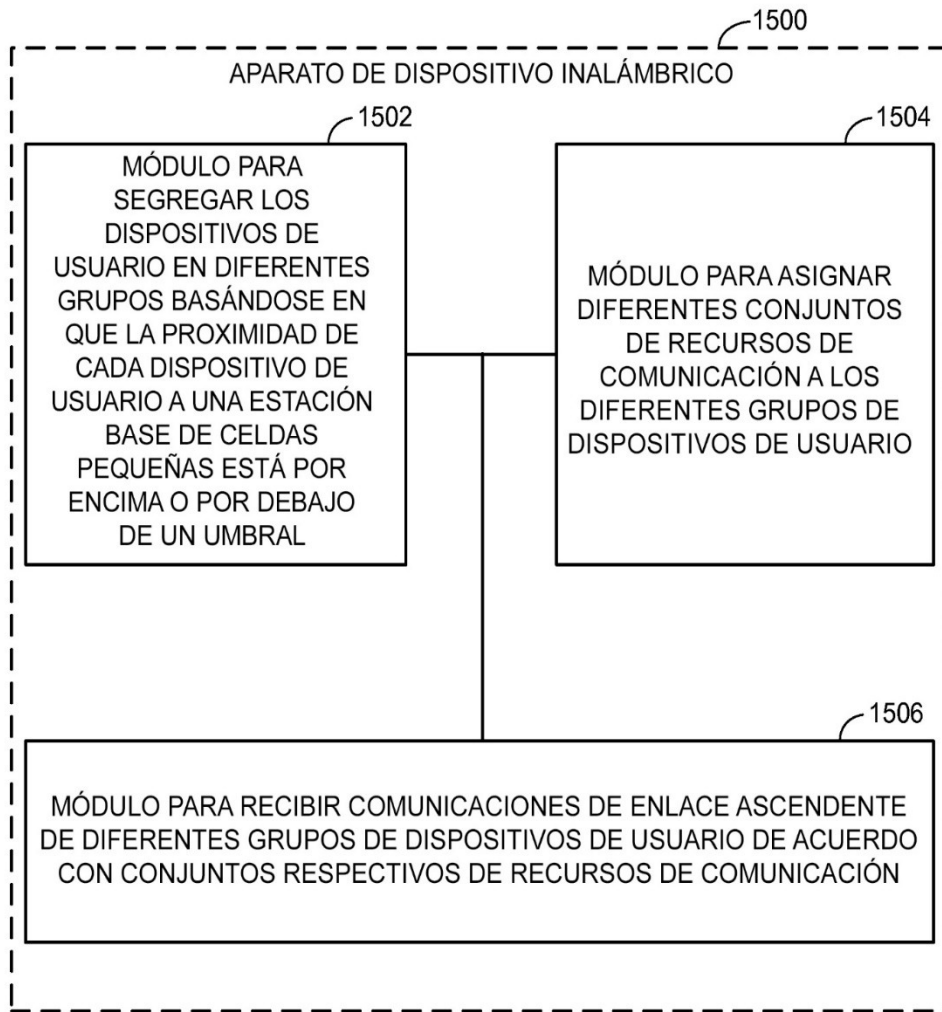 1500
APARATO DE DISPOSITIVO INALÁMBRICO
1502
MÓDULO PARA
SEGREGAR LOS
DISPOSITIVOS DE
USUARIO EN DIFERENTES
GRUPOS BASÁNDOSE EN
QUE LA PROXIMIDAD DE
CADA DISPOSITIVO DE
USUARIO A UNA ESTACIÓN
BASE DE CELDAS
PEQUEÑAS ESTÁ POR
ENCIMA O POR DEBAJO
DE UN UMBRAL
1504
MÓDULO PARA ASIGNAR
DIFERENTES CONJUNTOS
DE RECURSOS DE
COMUNICACIÓN A LOS
DIFERENTES GRUPOS DE
DISPOSITIVOS DE USUARIO
1506
MÓDULO PARA RECIBIR COMUNICACIONES DE ENLACE ASCENDENTE
DE DIFERENTES GRUPOS DE DISPOSITIVOS DE USUARIO DE ACUERDO
CON CONJUNTOS RESPECTIVOS DE RECURSOS DE COMUNICACIÓN